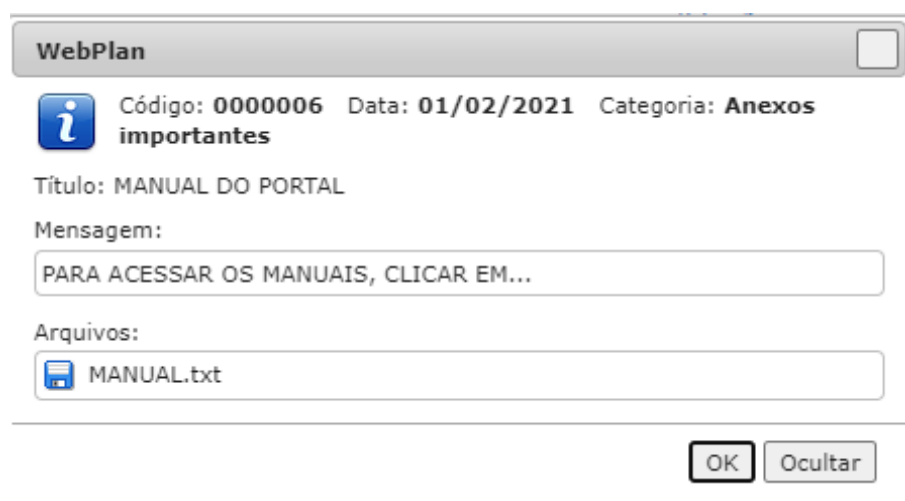 WebPlan
Código: 0000006 Data: 01/02/2021 Categoria: Anexos
importantes
Título: MANUAL DO PORTAL
Mensagem:
PARA ACESSAR OS MANUAIS, CLICAR EM...
Arquivos:
MANUAL.txt
OK Ocultar